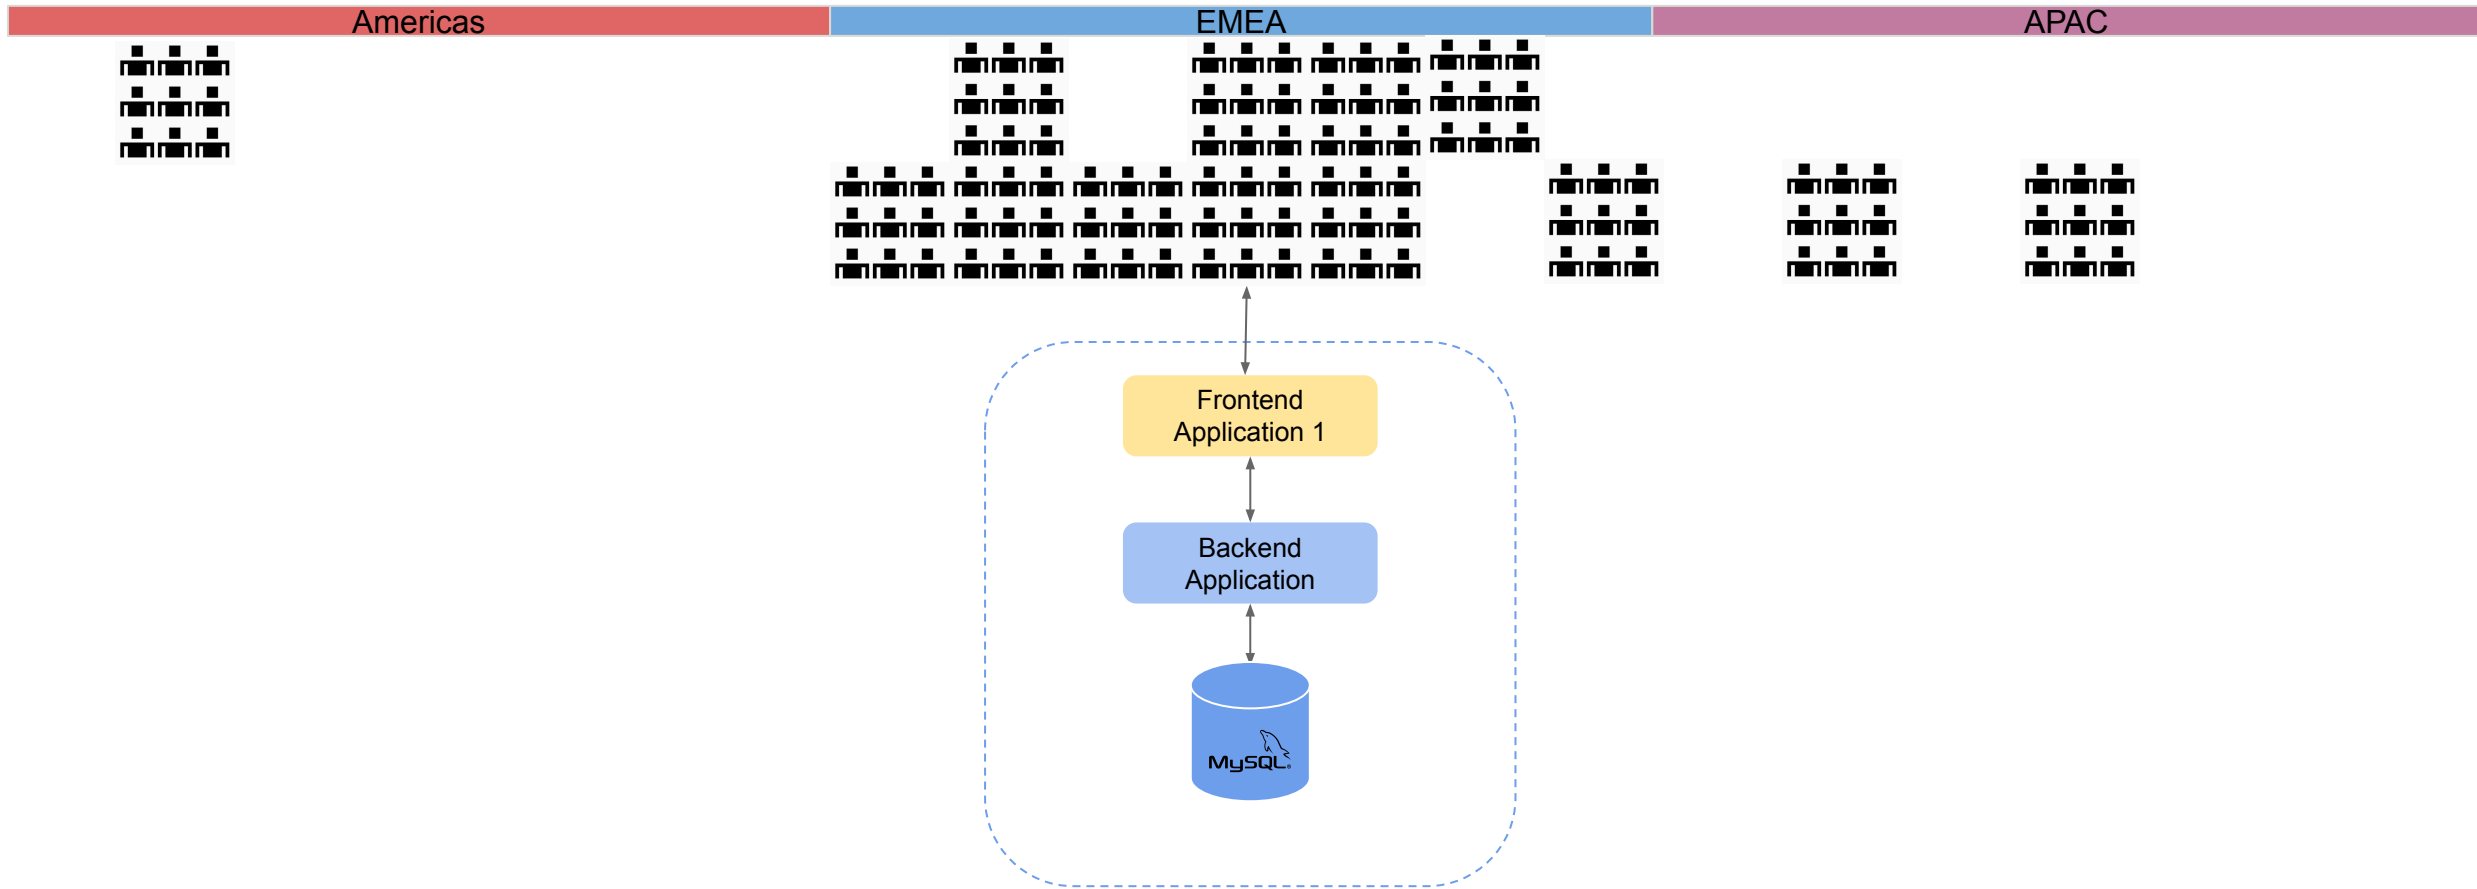 Americas
EMEA
APAC
Frontend
Application 1
Backend
Application
MySQL®